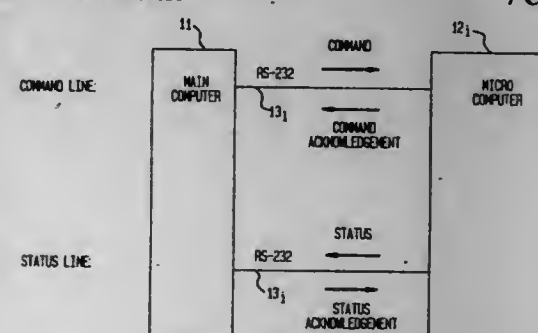 11
12i
COMMAND LINE:
MAIN
COMPUTER
RS-232
COMMAND
13i
COMMAND
ACKNOWLEDGEMENT
MICRO
COMPUTER
STATUS LINE:
RS-232
STATUS
13i
STATUS
ACKNOWLEDGEMENT